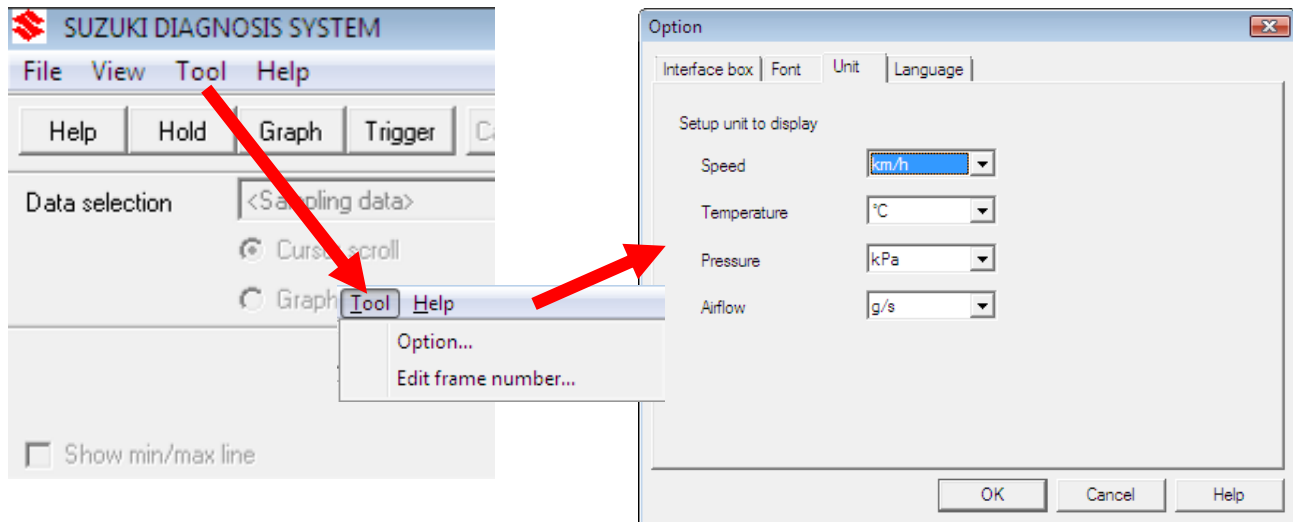 SUZUKI DIAGNOSIS SYSTEM
File View Tool Help
Help Hold Graph Trigger
Data selection <Sampling data>
Cursor scroll
Graph
Tool Help
Option...
Edit frame number...
Show min/max line
Option
Interface box Font Unit Language
Setup unit to display
Speed km/h
Temperature °C
Pressure kPa
Airflow g/s
OK Cancel Help